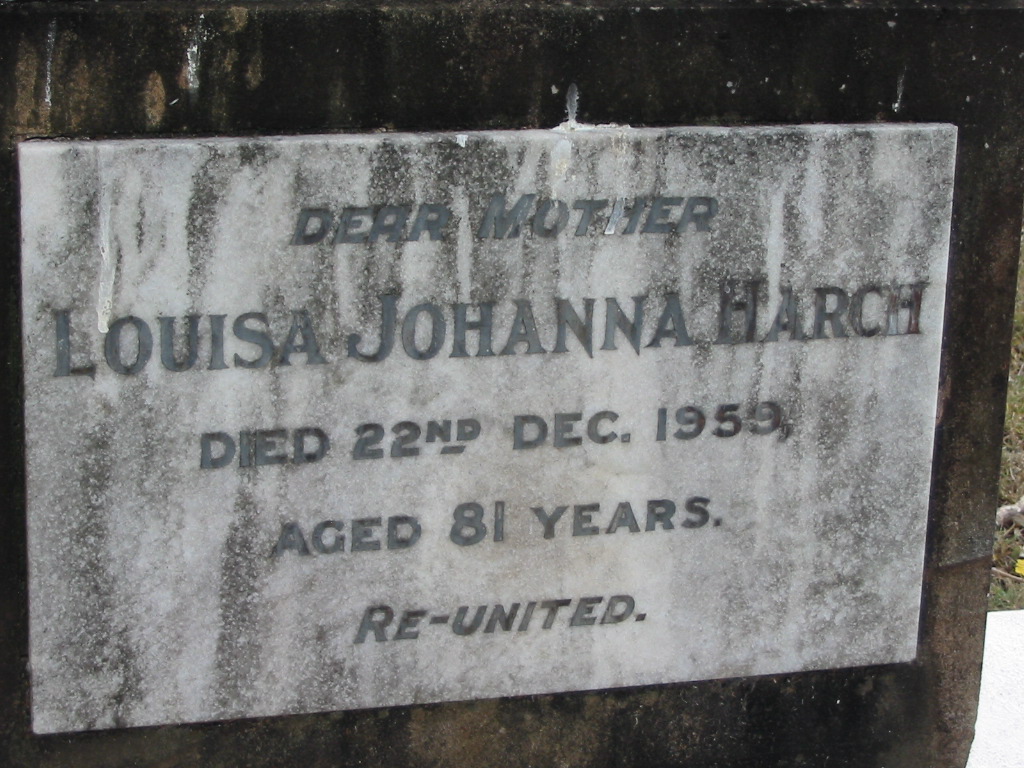 DEAR MOTHER
LOUISA JOHANNA HARCH
DIED 22ND DEC. 1959,
AGED 81 YEARS.
RE-UNITED.